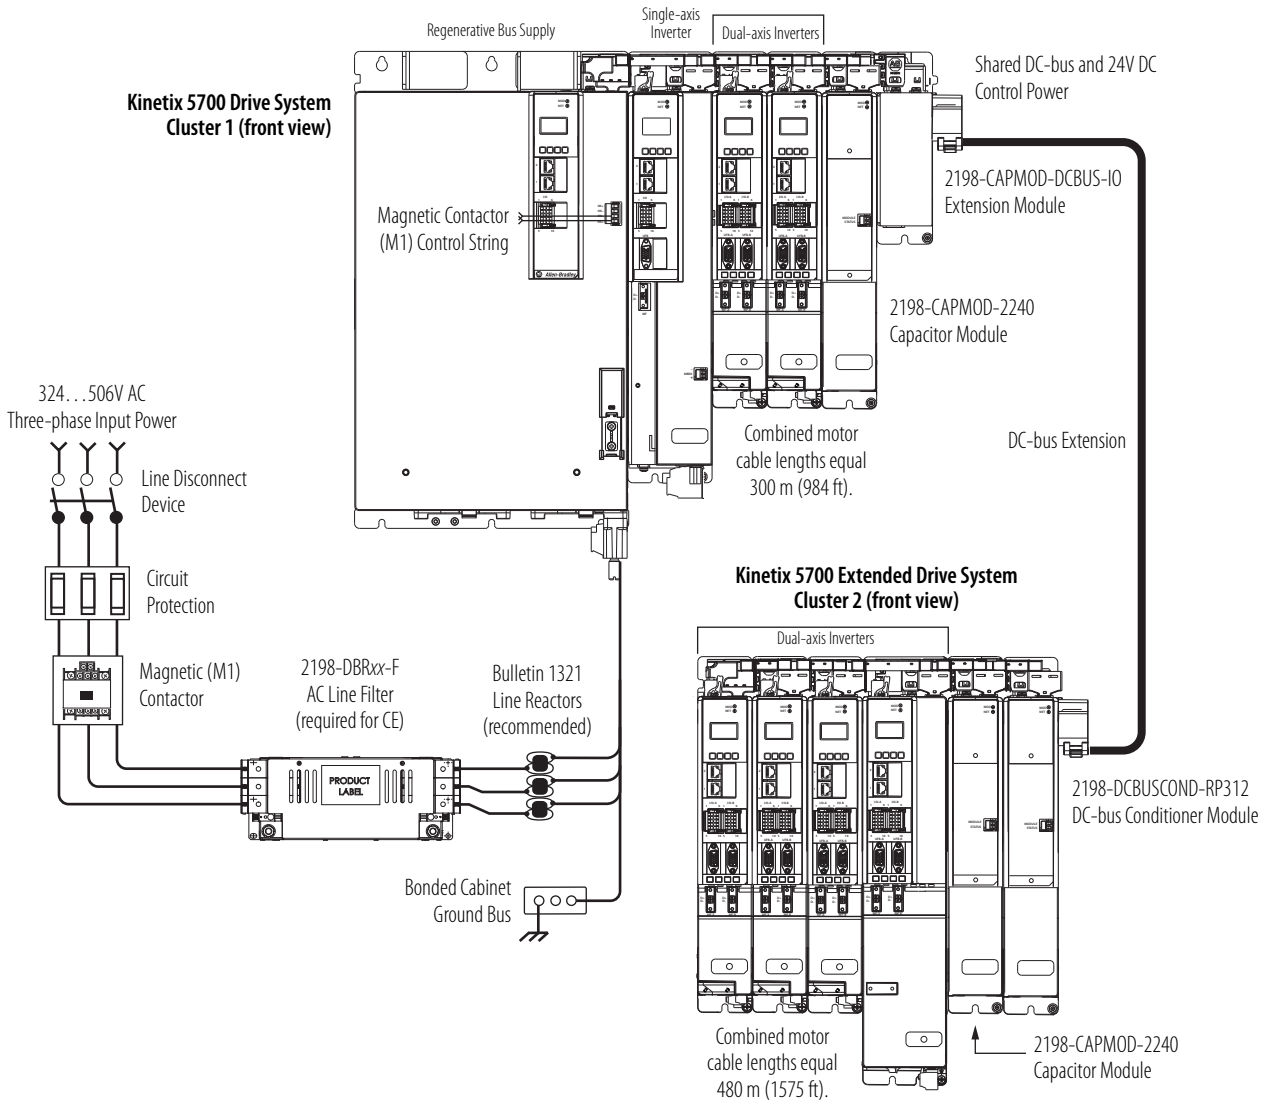 Regenerative Bus Supply
Single-axis
Inverter
Dual-axis Inverters
Shared DC-bus and 24V DC
Control Power
Kinetix 5700 Drive System
Cluster 1 (front view)
2198-CAPMOD-DCBUS-IO
Extension Module
Magnetic Contactor
(M1) Control String
Allen-Bradley
2198-CAPMOD-2240
Capacitor Module
324...506V AC
Three-phase Input Power
Combined motor
cable lengths equal
300 m (984 ft).
DC-bus Extension
Line Disconnect
Device
Circuit
Protection
Kinetix 5700 Extended Drive System
Cluster 2 (front view)
Dual-axis Inverters
Magnetic (M1)
Contactor
2198-DBRxx-F
AC Line Filter
(required for CE)
Bulletin 1321
Line Reactors
(recommended)
PRODUCT
LABEL
2198-DCBUSCOND-RP312
DC-bus Conditioner Module
Bonded Cabinet
Ground Bus
Combined motor
cable lengths equal
480 m (1575 ft).
2198-CAPMOD-2240
Capacitor Module